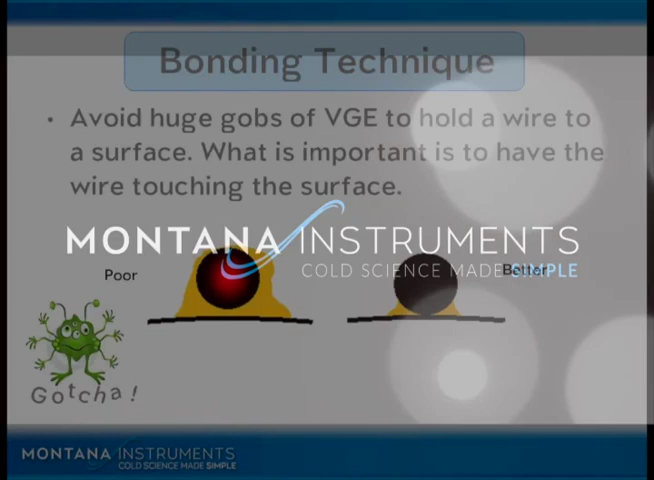 Bonding Technique
• Avoid huge gobs of VGE to hold a wire to
a surface. What is important is to have the
wire touching the surface.
MONTANA INSTRUMENTS
COLD SCIENCE MADE SIMPLE
Poor
Better
Gotcha!
MONTANA INSTRUMENTS
COLD SCIENCE MADE SIMPLE